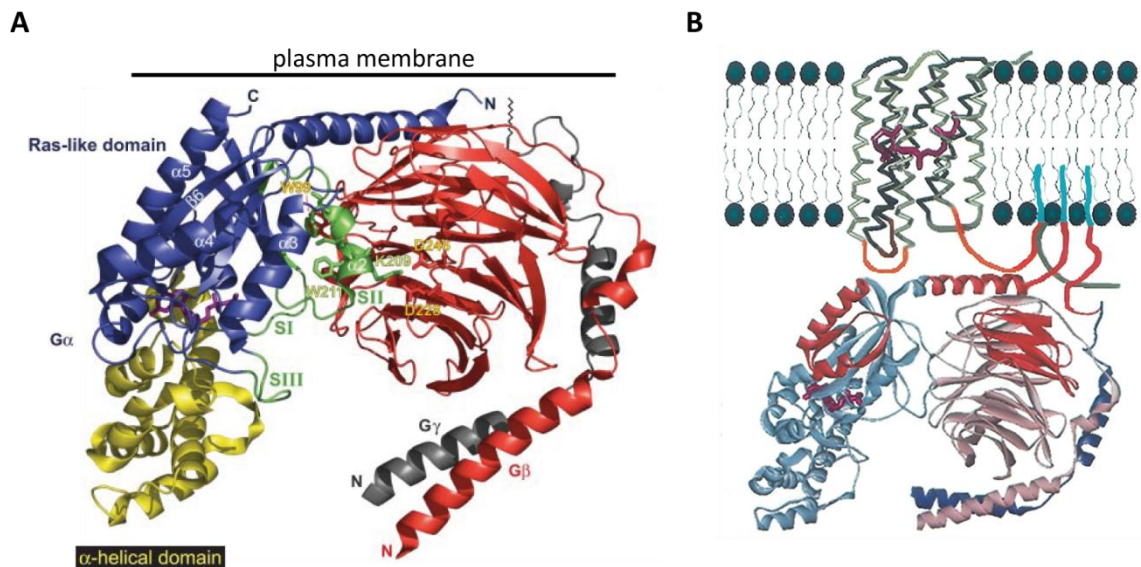 A
B
plasma membrane
C
N
Ras-like domain
α5
β6
W99
α4
α3
D246
K209
α2
W211
SII
D228
SI
Gα
SIII
Gγ
N
Gβ
N
α-helical domain